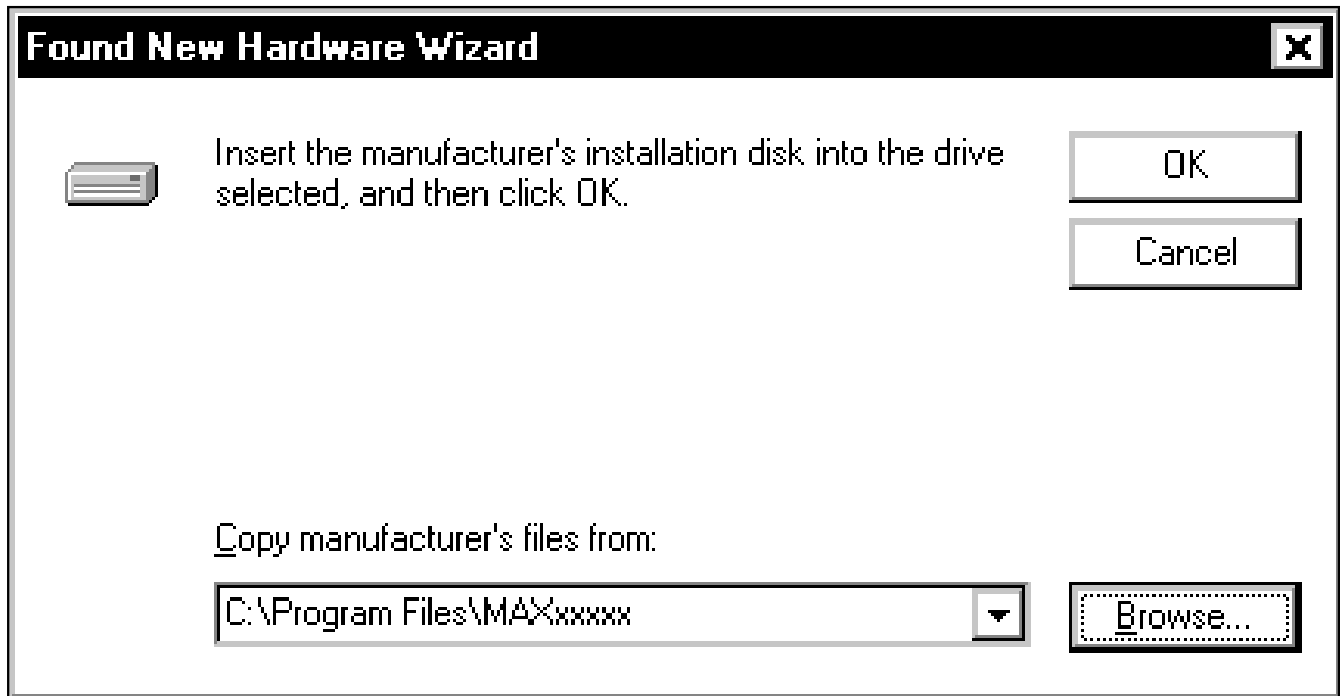 Found New Hardware Wizard
Insert the manufacturer's installation disk into the drive
selected, and then click OK.
OK
Cancel
Copy manufacturer's files from:
C:\Program Files\MAXxxxxx
Browse...